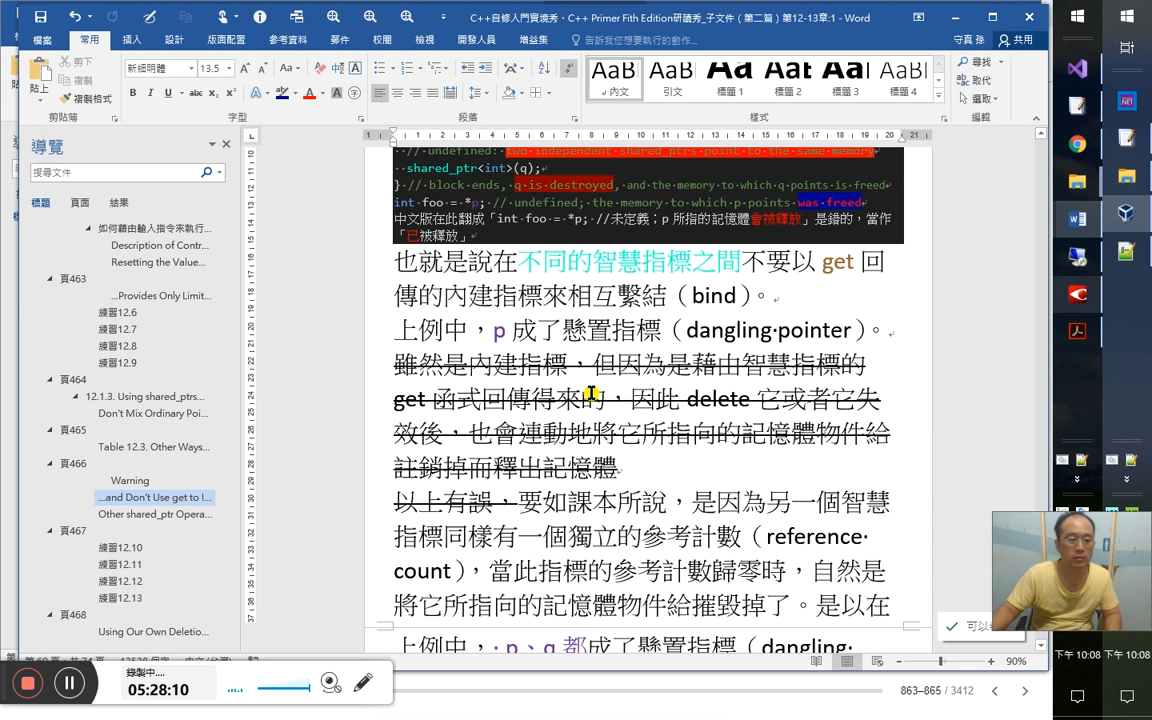 C++自修入門實境秀、C++ Primer Fith Edition研讀秀_子文件（第二篇）第12-13章:1 - Word
檔案 常用 插入 設計 版面配置 參考資料 郵件 校閱 檢視 開發人員 增益集 告訴我您想要執行的動作... 守真 孫 共用
貼上 剪下 複製 複製格式 剪貼簿
新細明體 13.5 字型
段落
AaB AaB Aa Aat Aal AaBl
內文 引文 標題 1 標題 2 標題 3 標題 4
樣式
尋找 取代 選取 編輯
導覽
搜尋文件
標題 頁面 結果
如何藉由輸入指令來執行...
Description of Contr...
Resetting the Value...
頁463
...Provides Only Limit...
練習12.6
練習12.7
練習12.8
練習12.9
頁464
12.1.3. Using shared_ptrs...
Don't Mix Ordinary Poi...
頁465
Table 12.3. Other Ways...
頁466
Warning
...and Don't Use get to I...
Other shared_ptr Opera...
頁467
練習12.10
練習12.11
練習12.12
練習12.13
頁468
Using Our Own Deletio...
// undefined: two independent shared_ptrs point to the same memory
shared_ptr<int>(q);
} // block ends, q is destroyed, and the memory to which q points is freed
int foo = *p; // undefined; the memory to which p points was freed
中文版在此翻成「int foo = *p; //未定義；p 所指的記憶體會被釋放」是錯的，當作
「已被釋放」
也就是說在不同的智慧指標之間不要以 get 回
傳的內建指標來相互繫結（bind）。
上例中，p 成了懸置指標（dangling·pointer）。
雖然是內建指標，但因為是藉由智慧指標的
get 函式回傳得來的，因此 delete 它或者它失
效後，也會連動地將它所指向的記憶體物件給
註銷掉而釋出記憶體
以上有誤，要如課本所說，是因為另一個智慧
指標同樣有一個獨立的參考計數（reference·
count），當此指標的參考計數歸零時，自然是
將它所指向的記憶體物件給摧毀掉了。是以在
上例中，p、q 都成了懸置指標（dangling·
可以
90%
錄製中....
05:28:10
863–865 / 3412
下午 10:08
下午 10:08